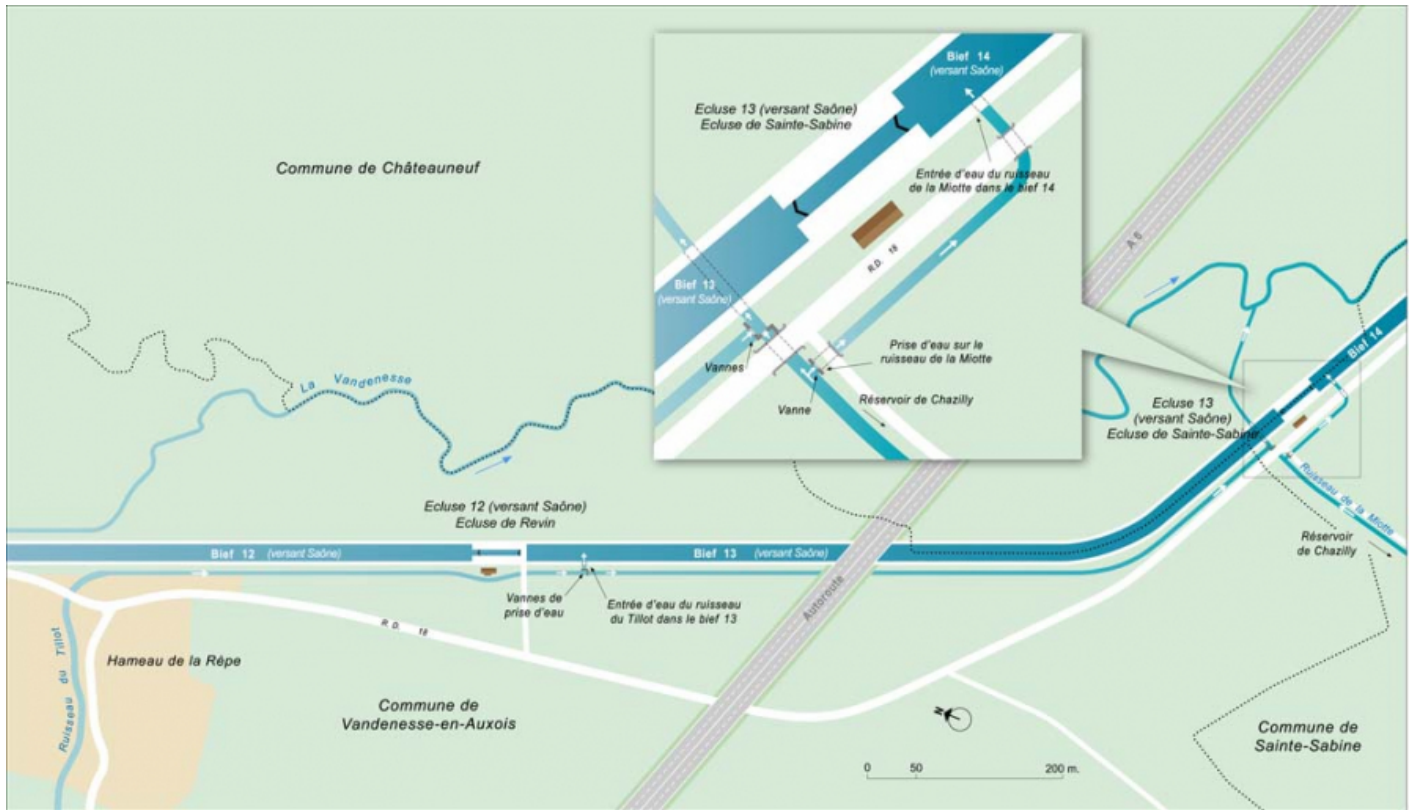 Commune de Châteauneuf
La Vandenesse
Ecluse 12 (versant Saône)
Ecluse de Revin
Bief 12 (versant Saône)
Bief 13 (versant Saône)
Vannes de
prise d'eau
Entrée d'eau du ruisseau
du Tillot dans le bief 13
R.D. 18
Ruisseau du Tillot
Hameau de la Rêpe
Commune de
Vandenesse-en-Auxois
Autoroute
A 6
N
0 50 200 m.
Bief 14
(versant Saône)
Ecluse 13 (versant Saône)
Ecluse de Sainte-Sabine
Entrée d'eau du ruisseau
de la Miotte dans le bief 14
R.D. 18
Bief 13
(versant Saône)
Vannes
Prise d'eau sur le
ruisseau de la Miotte
Vanne
Réservoir de Chazilly
Bief 14
Ecluse 13
(versant Saône)
Ecluse de Sainte-Sabine
Ruisseau de la Miotte
Réservoir
de Chazilly
Commune de
Sainte-Sabine